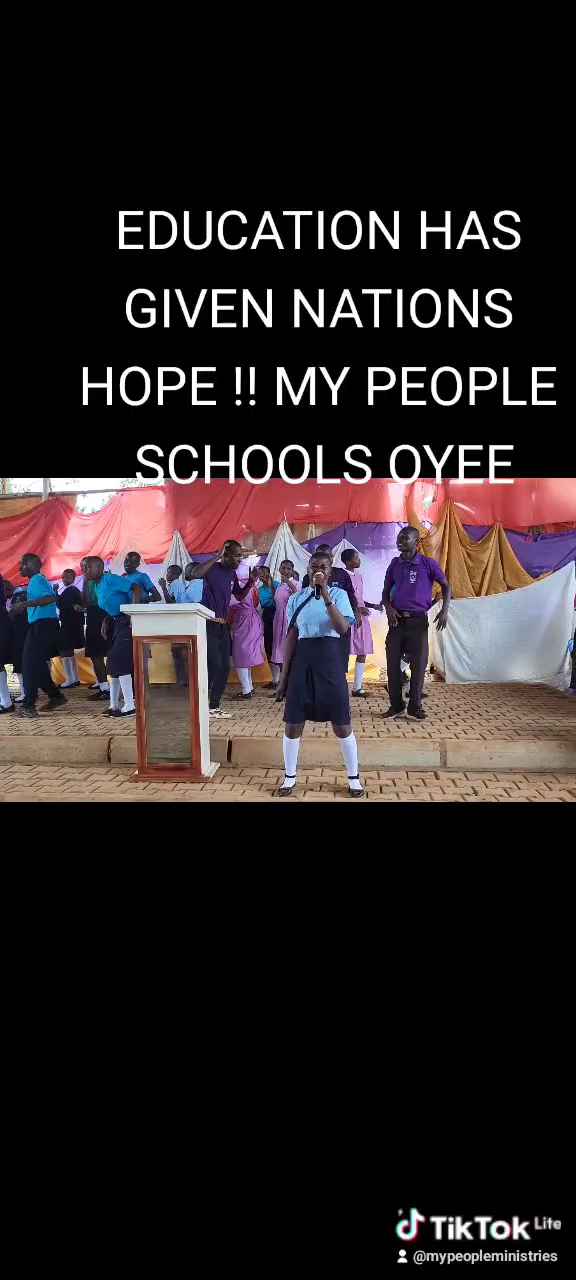 EDUCATION HAS
GIVEN NATIONS
HOPE !! MY PEOPLE
SCHOOLS OYEE
TikTok Lite
@mypeopleministries